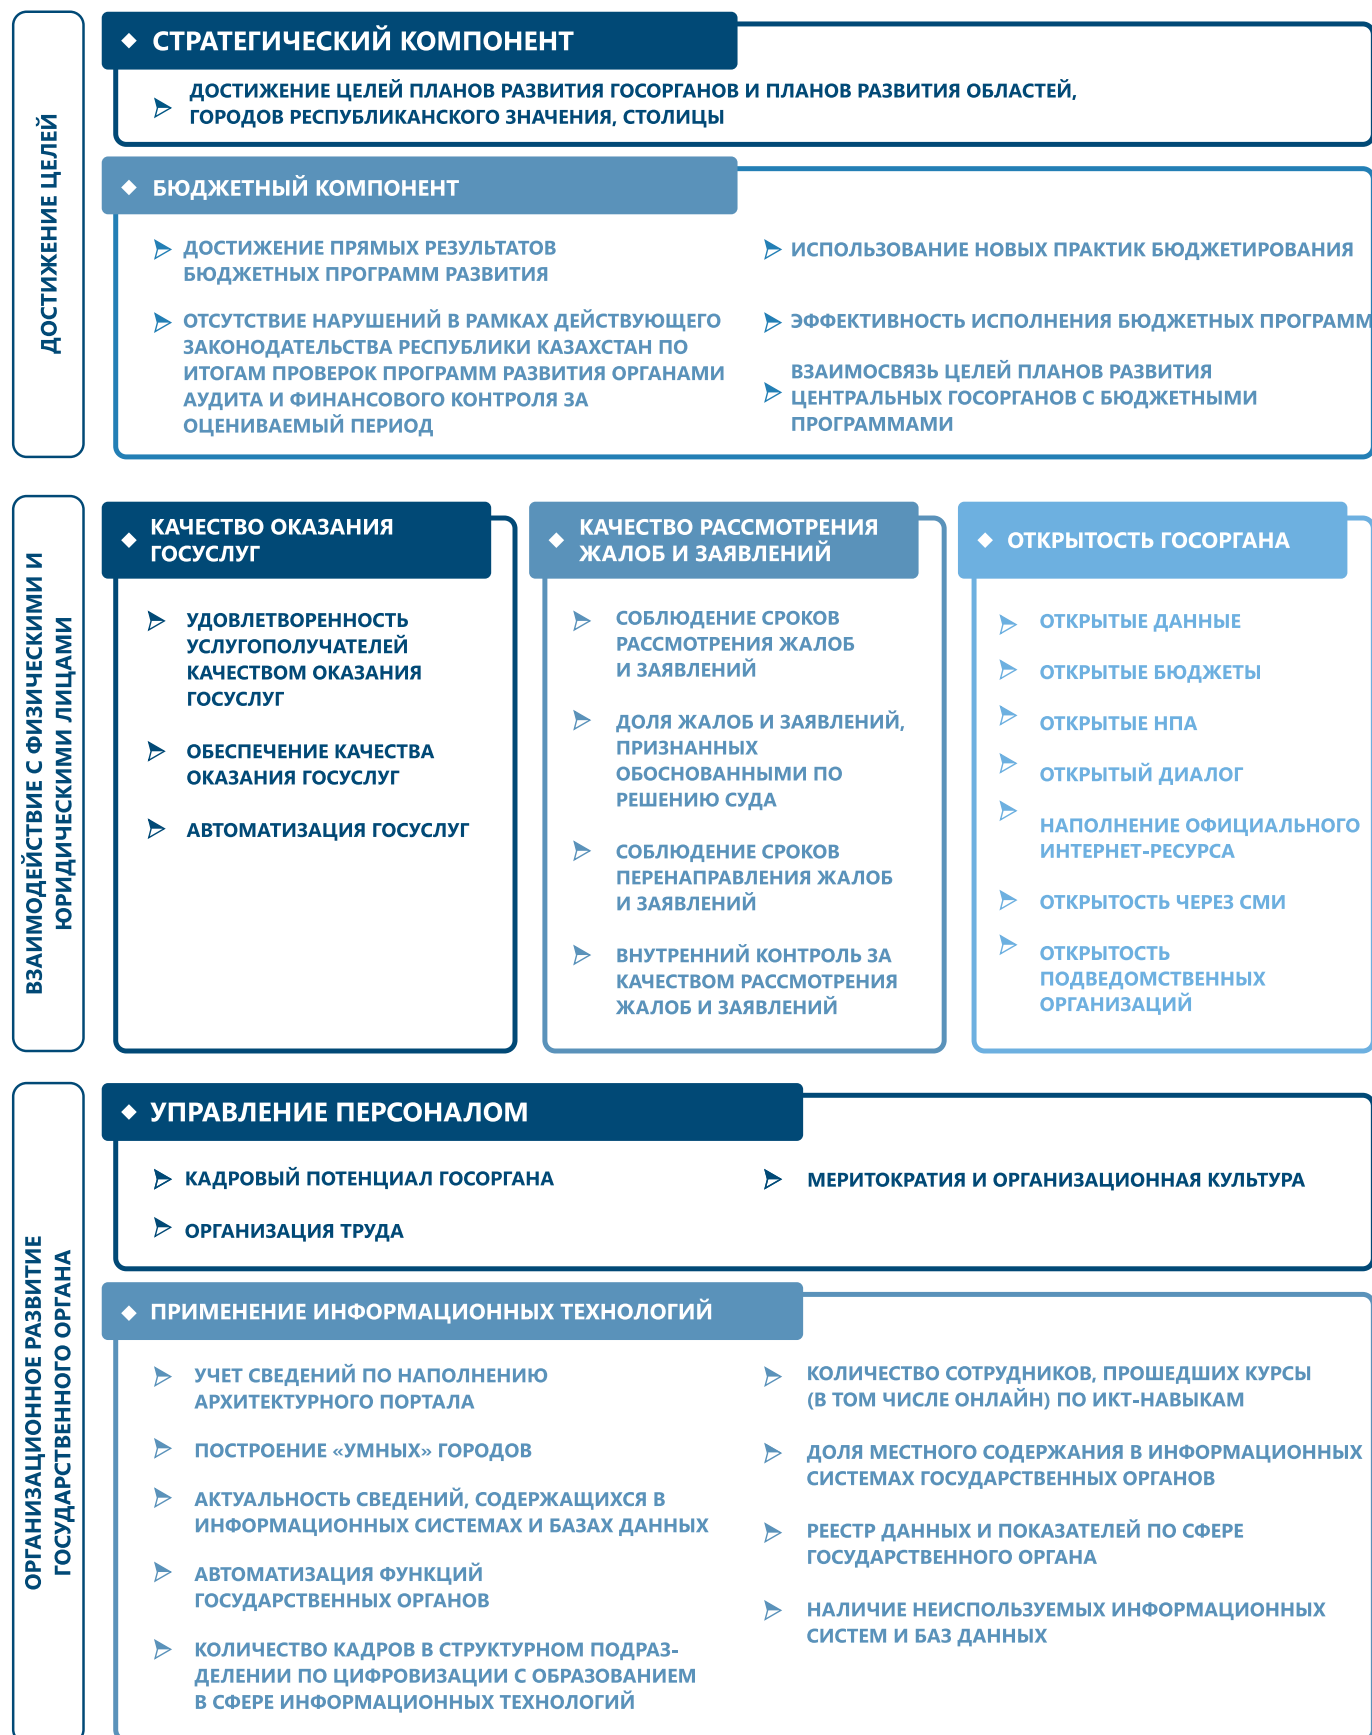 ДОСТИЖЕНИЕ ЦЕЛЕЙ
СТРАТЕГИЧЕСКИЙ КОМПОНЕНТ
ДОСТИЖЕНИЕ ЦЕЛЕЙ ПЛАНОВ РАЗВИТИЯ ГОСОРГАНОВ И ПЛАНОВ РАЗВИТИЯ ОБЛАСТЕЙ,
ГОРОДОВ РЕСПУБЛИКАНСКОГО ЗНАЧЕНИЯ, СТОЛИЦЫ
БЮДЖЕТНЫЙ КОМПОНЕНТ
ДОСТИЖЕНИЕ ПРЯМЫХ РЕЗУЛЬТАТОВ
БЮДЖЕТНЫХ ПРОГРАММ РАЗВИТИЯ
ОТСУТСТВИЕ НАРУШЕНИЙ В РАМКАХ ДЕЙСТВУЮЩЕГО
ЗАКОНОДАТЕЛЬСТВА РЕСПУБЛИКИ КАЗАХСТАН ПО
ИТОГАМ ПРОВЕРОК ПРОГРАММ РАЗВИТИЯ ОРГАНАМИ
АУДИТА И ФИНАНСОВОГО КОНТРОЛЯ ЗА
ОЦЕНИВАЕМЫЙ ПЕРИОД
ИСПОЛЬЗОВАНИЕ НОВЫХ ПРАКТИК БЮДЖЕТИРОВАНИЯ
ЭФФЕКТИВНОСТЬ ИСПОЛНЕНИЯ БЮДЖЕТНЫХ ПРОГРАММ
ВЗАИМОСВЯЗЬ ЦЕЛЕЙ ПЛАНОВ РАЗВИТИЯ
ЦЕНТРАЛЬНЫХ ГОСОРГАНОВ С БЮДЖЕТНЫМИ
ПРОГРАММАМИ
ВЗАИМОДЕЙСТВИЕ С ФИЗИЧЕСКИМИ И
ЮРИДИЧЕСКИМИ ЛИЦАМИ
КАЧЕСТВО ОКАЗАНИЯ
ГОСУСЛУГ
УДОВЛЕТВОРЕННОСТЬ
УСЛУГОПОЛУЧАТЕЛЕЙ
КАЧЕСТВОМ ОКАЗАНИЯ
ГОСУСЛУГ
ОБЕСПЕЧЕНИЕ КАЧЕСТВА
ОКАЗАНИЯ ГОСУСЛУГ
АВТОМАТИЗАЦИЯ ГОСУСЛУГ
КАЧЕСТВО РАССМОТРЕНИЯ
ЖАЛОБ И ЗАЯВЛЕНИЙ
СОБЛЮДЕНИЕ СРОКОВ
РАССМОТРЕНИЯ ЖАЛОБ
И ЗАЯВЛЕНИЙ
ДОЛЯ ЖАЛОБ И ЗАЯВЛЕНИЙ,
ПРИЗНАННЫХ
ОБОСНОВАННЫМИ ПО
РЕШЕНИЮ СУДА
СОБЛЮДЕНИЕ СРОКОВ
ПЕРЕНАПРАВЛЕНИЯ ЖАЛОБ
И ЗАЯВЛЕНИЙ
ВНУТРЕННИЙ КОНТРОЛЬ ЗА
КАЧЕСТВОМ РАССМОТРЕНИЯ
ЖАЛОБ И ЗАЯВЛЕНИЙ
ОТКРЫТОСТЬ ГОСОРГАНА
ОТКРЫТЫЕ ДАННЫЕ
ОТКРЫТЫЕ БЮДЖЕТЫ
ОТКРЫТЫЕ НПА
ОТКРЫТЫЙ ДИАЛОГ
НАПОЛНЕНИЕ ОФИЦИАЛЬНОГО
ИНТЕРНЕТ-РЕСУРСА
ОТКРЫТОСТЬ ЧЕРЕЗ СМИ
ОТКРЫТОСТЬ
ПОДВЕДОМСТВЕННЫХ
ОРГАНИЗАЦИЙ
ОРГАНИЗАЦИОННОЕ РАЗВИТИЕ
ГОСУДАРСТВЕННОГО ОРГАНА
УПРАВЛЕНИЕ ПЕРСОНАЛОМ
КАДРОВЫЙ ПОТЕНЦИАЛ ГОСОРГАНА
ОРГАНИЗАЦИЯ ТРУДА
МЕРИТОКРАТИЯ И ОРГАНИЗАЦИОННАЯ КУЛЬТУРА
ПРИМЕНЕНИЕ ИНФОРМАЦИОННЫХ ТЕХНОЛОГИЙ
УЧЕТ СВЕДЕНИЙ ПО НАПОЛНЕНИЮ
АРХИТЕКТУРНОГО ПОРТАЛА
ПОСТРОЕНИЕ «УМНЫХ» ГОРОДОВ
АКТУАЛЬНОСТЬ СВЕДЕНИЙ, СОДЕРЖАЩИХСЯ В
ИНФОРМАЦИОННЫХ СИСТЕМАХ И БАЗАХ ДАННЫХ
АВТОМАТИЗАЦИЯ ФУНКЦИЙ
ГОСУДАРСТВЕННЫХ ОРГАНОВ
КОЛИЧЕСТВО КАДРОВ В СТРУКТУРНОМ ПОДРАЗ-
ДЕЛЕНИИ ПО ЦИФРОВИЗАЦИИ С ОБРАЗОВАНИЕМ
В СФЕРЕ ИНФОРМАЦИОННЫХ ТЕХНОЛОГИЙ
КОЛИЧЕСТВО СОТРУДНИКОВ, ПРОШЕДШИХ КУРСЫ
(В ТОМ ЧИСЛЕ ОНЛАЙН) ПО ИКТ-НАВЫКАМ
ДОЛЯ МЕСТНОГО СОДЕРЖАНИЯ В ИНФОРМАЦИОННЫХ
СИСТЕМАХ ГОСУДАРСТВЕННЫХ ОРГАНОВ
РЕЕСТР ДАННЫХ И ПОКАЗАТЕЛЕЙ ПО СФЕРЕ
ГОСУДАРСТВЕННОГО ОРГАНА
НАЛИЧИЕ НЕИСПОЛЬЗУЕМЫХ ИНФОРМАЦИОННЫХ
СИСТЕМ И БАЗ ДАННЫХ